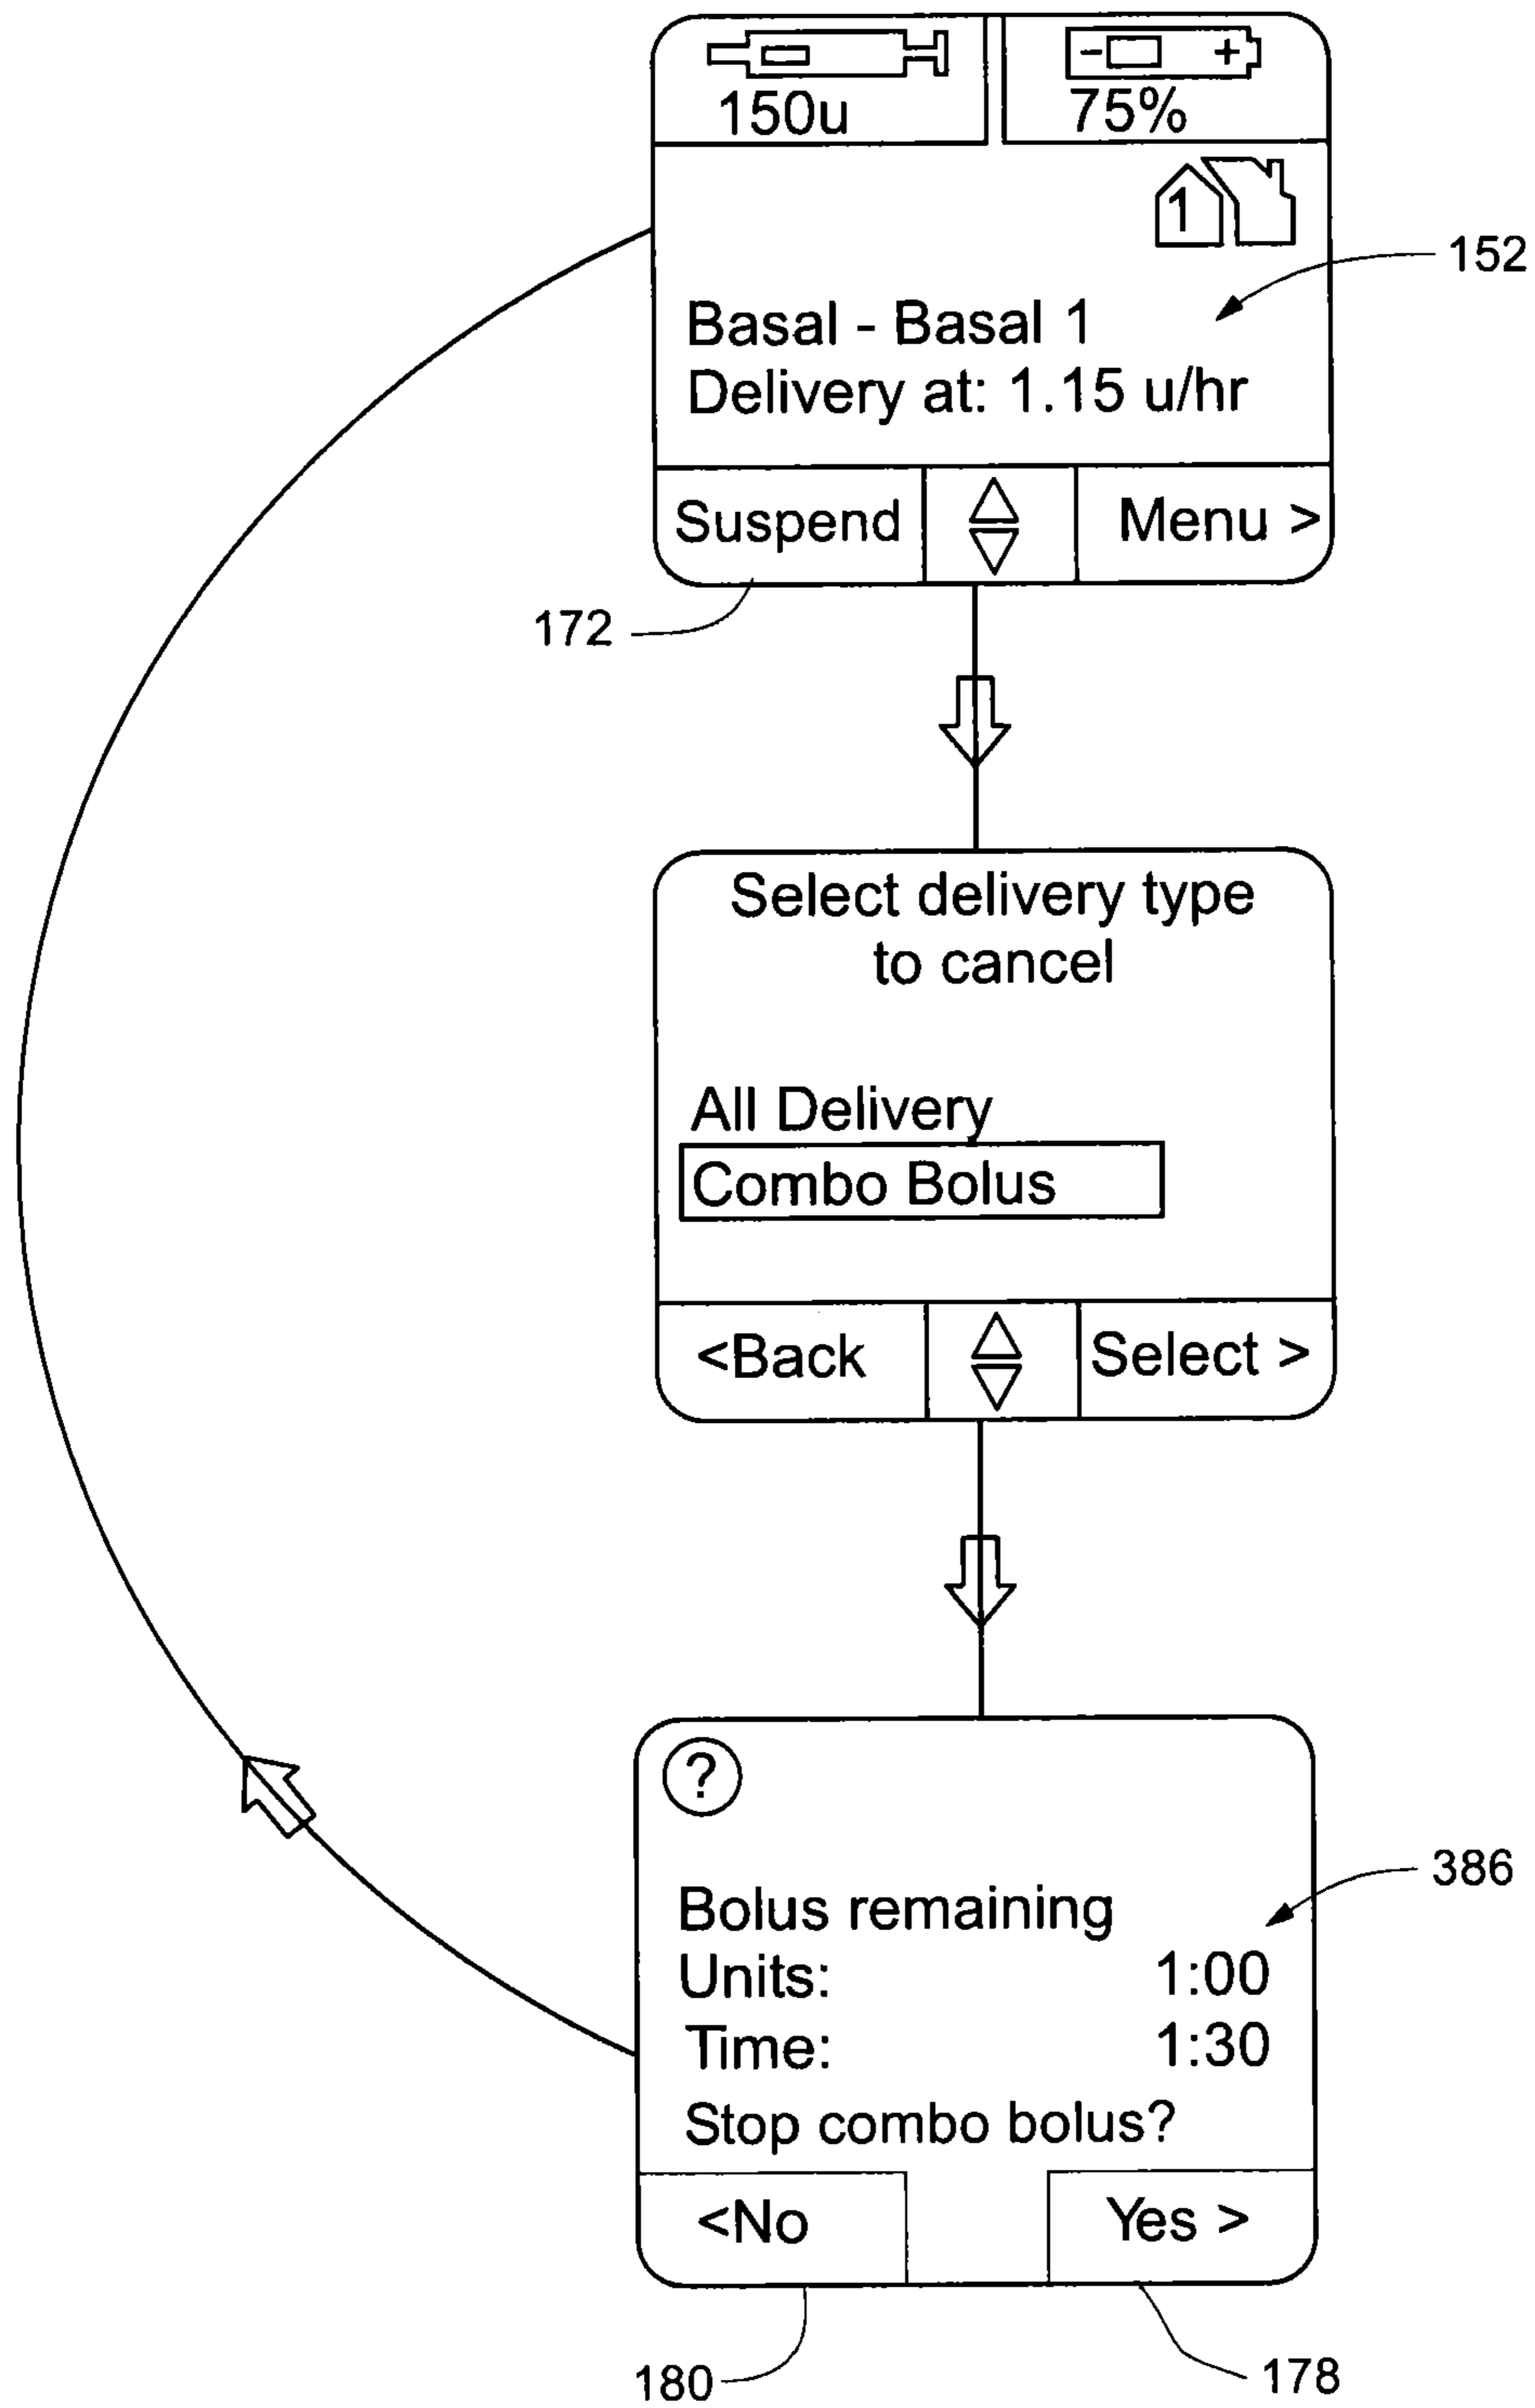 150u
- +
75%
1
152
Basal - Basal 1
Delivery at: 1.15 u/hr
Suspend
Menu >
172
Select delivery type
to cancel
All Delivery
Combo Bolus
<Back
Select >
?
386
Bolus remaining
Units: 1:00
Time: 1:30
Stop combo bolus?
<No
Yes >
180
178